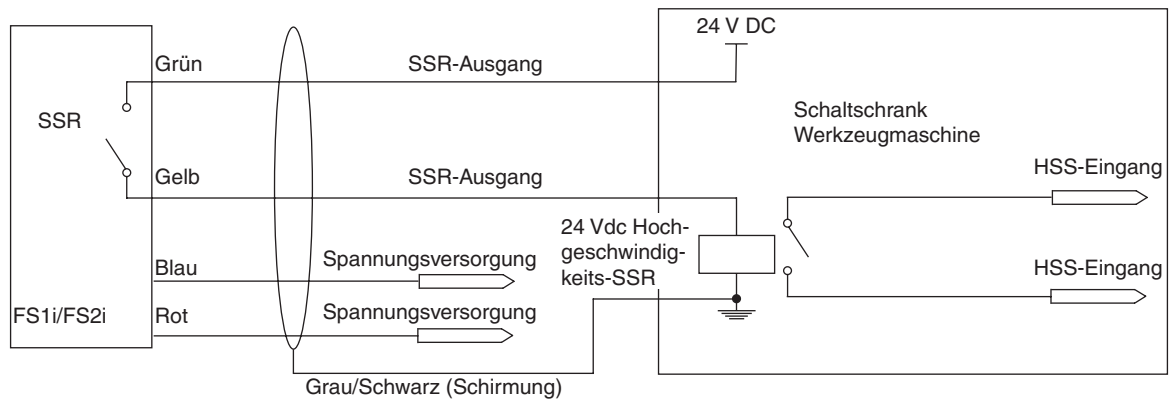 24 V DC
Grün
SSR-Ausgang
SSR
Schaltschrank
Werkzeugmaschine
HSS-Eingang
Gelb
SSR-Ausgang
24 Vdc Hoch-
geschwindig-
keits-SSR
Blau
Spannungsversorgung
HSS-Eingang
FS1i/FS2i
Rot
Spannungsversorgung
Grau/Schwarz (Schirmung)